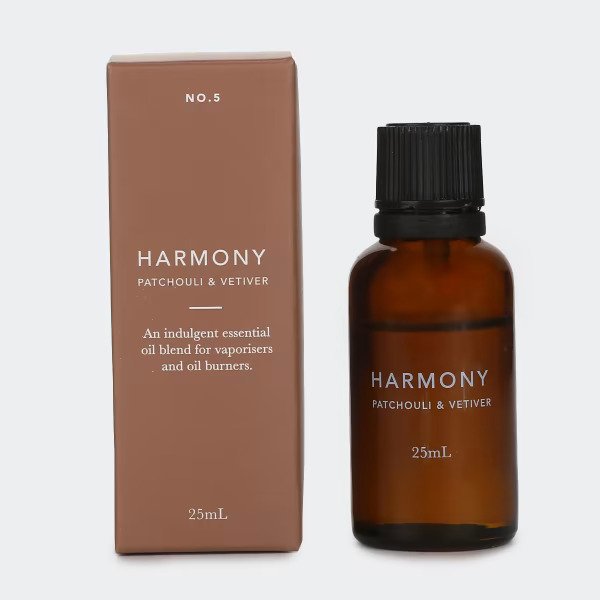 NO.5
HARMONY
PATCHOULI & VETIVER
An indulgent essential
oil blend for vaporisers
and oil burners.
25mL
HARMONY
PATCHOULI & VETIVER
25mL